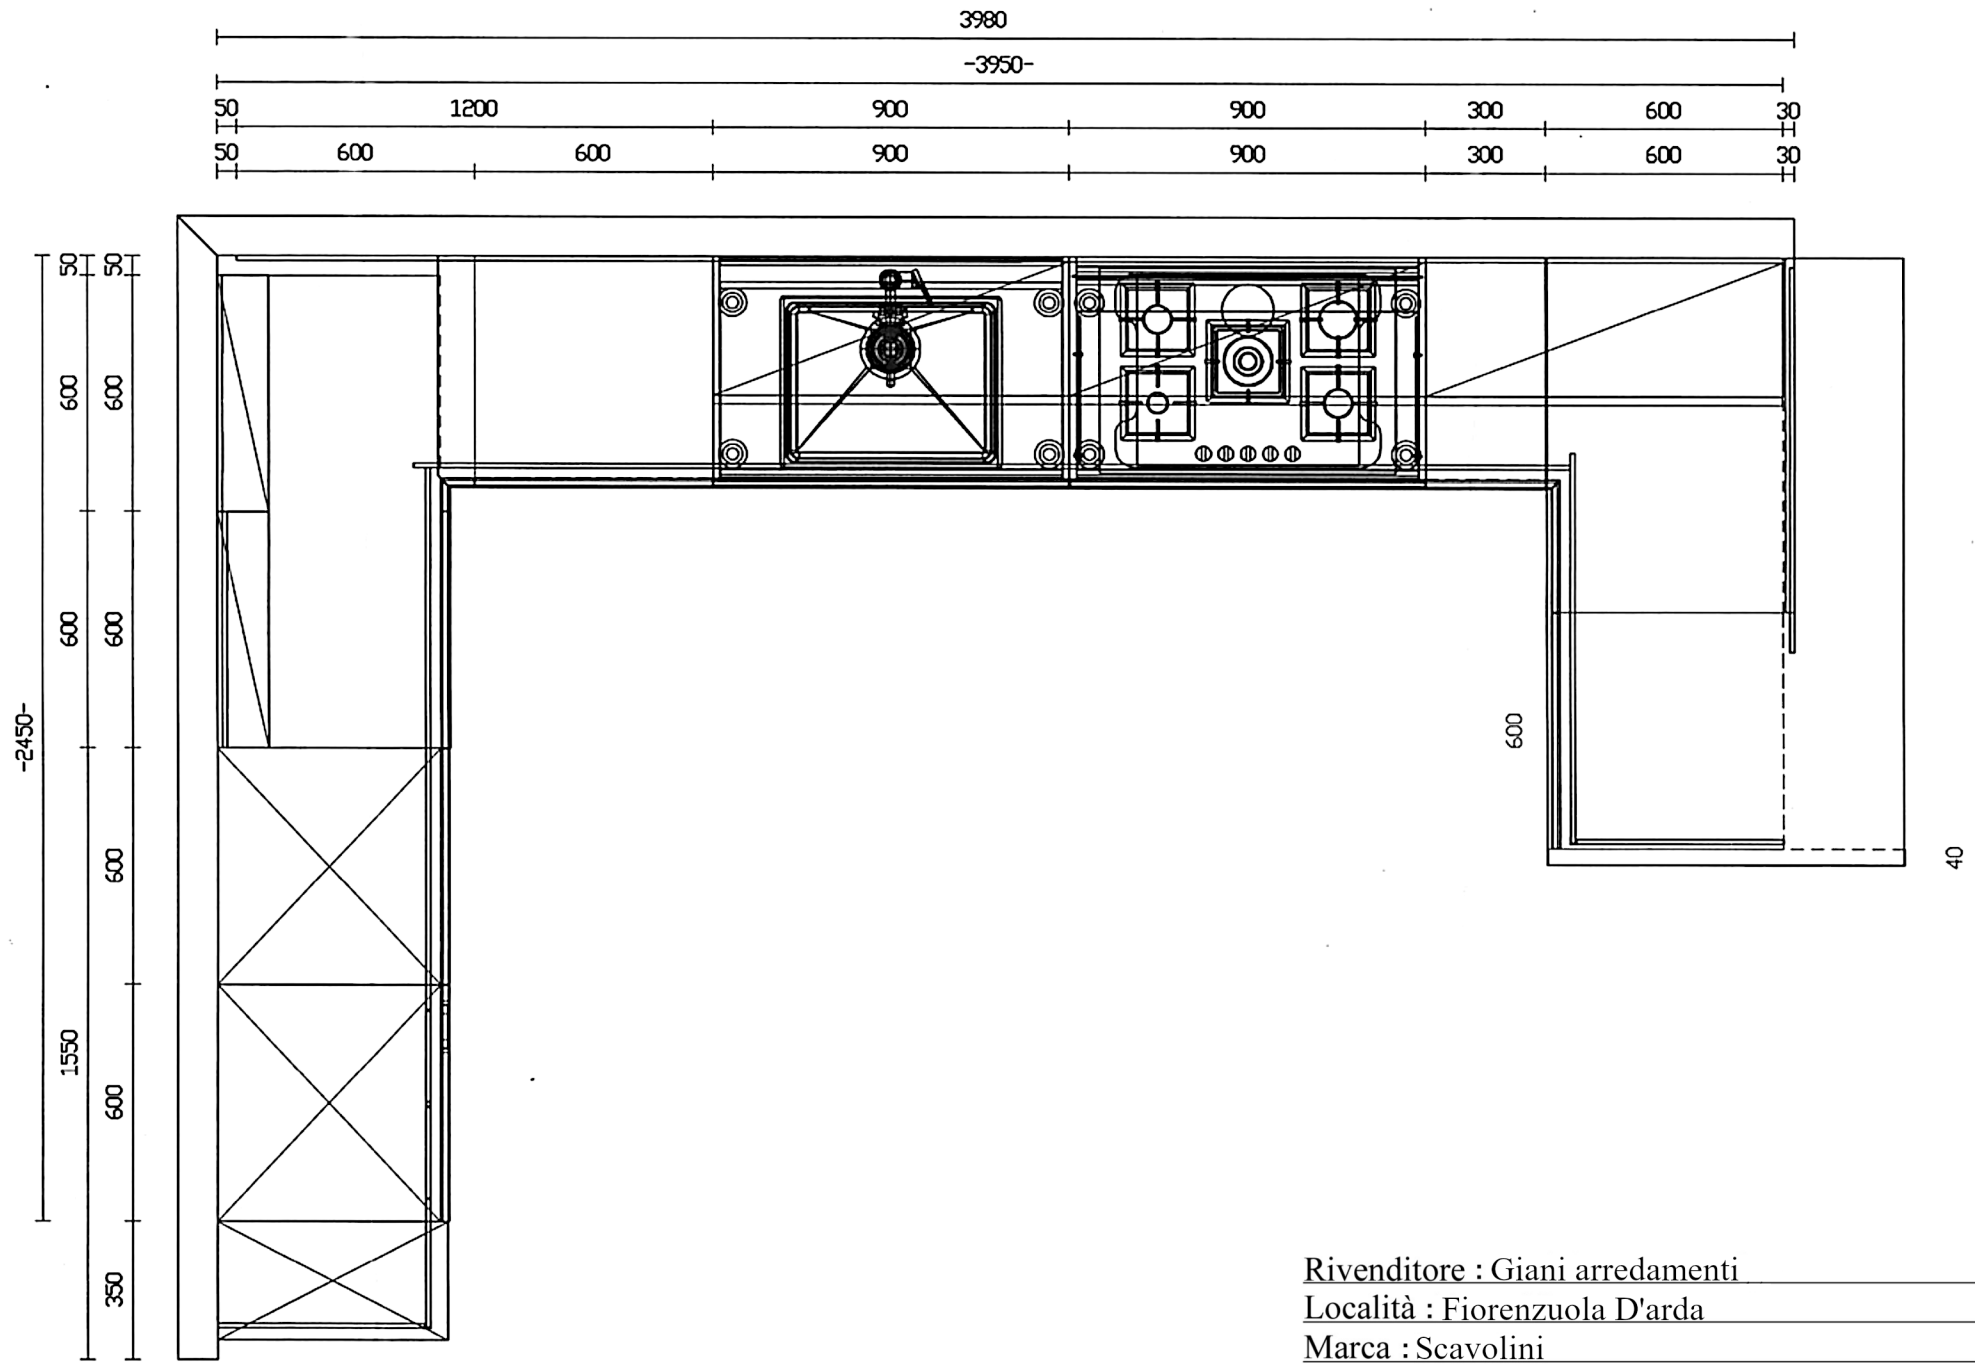 3980
-3950-
50 1200 900 900 300 600 30
50 600 600 900 900 300 600 30
50 50
600 600
600 600
-2450-
600
1550
600
350
600
40
Rivenditore : Giani arredamenti
Località : Fiorenzuola D'arda
Marca : Scavolini